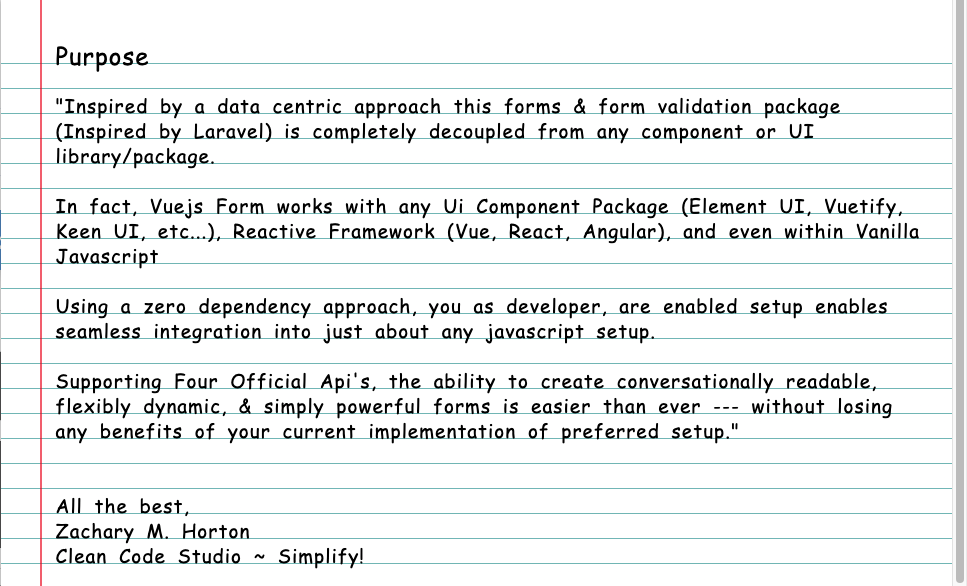 Purpose
"Inspired by a data centric approach this forms & form validation package
(Inspired by Laravel) is completely decoupled from any component or UI
library/package.
In fact, Vuejs Form works with any Ui Component Package (Element UI, Vuetify,
Keen UI, etc...), Reactive Framework (Vue, React, Angular), and even within Vanilla
Javascript
Using a zero dependency approach, you as developer, are enabled setup enables
seamless integration into just about any javascript setup.
Supporting Four Official Api's, the ability to create conversationally readable,
flexibly dynamic, & simply powerful forms is easier than ever --- without losing
any benefits of your current implementation of preferred setup."
All the best,
Zachary M. Horton
Clean Code Studio ~ Simplify!